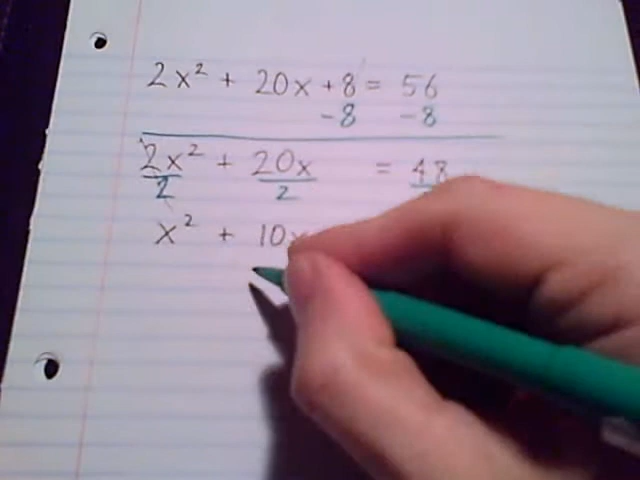 2x² + 20x + 8 = 56
-8 -8
2x² + 20x = 48
2 2
x² + 10x